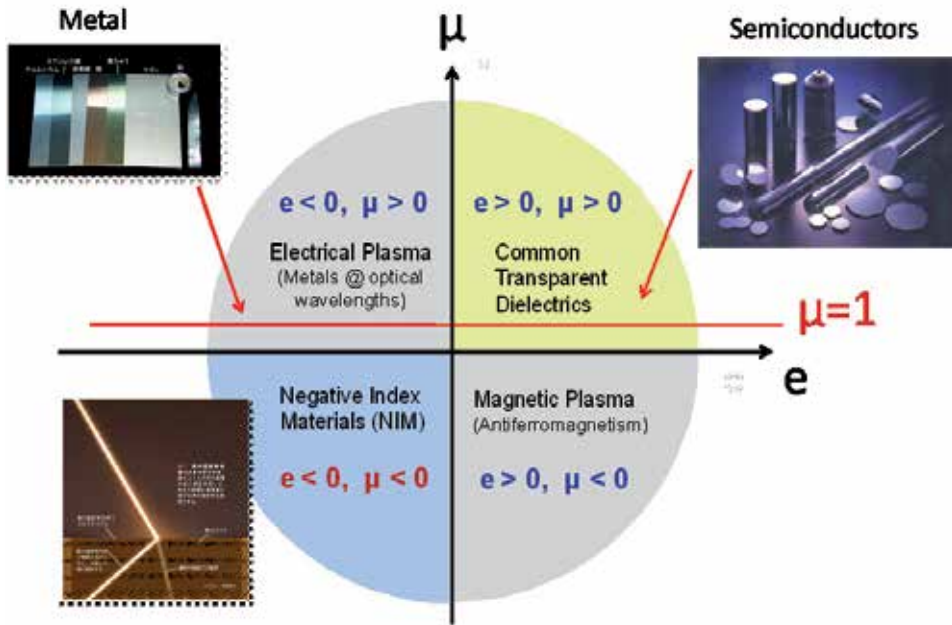 Metal
μ
Semiconductors
e < 0, μ > 0
e > 0, μ > 0
Electrical Plasma
(Metals @ optical
wavelengths)
Common
Transparent
Dielectrics
μ=1
e
Negative Index
Materials (NIM)
Magnetic Plasma
(Antiferromagnetism)
e < 0, μ < 0
e > 0, μ < 0